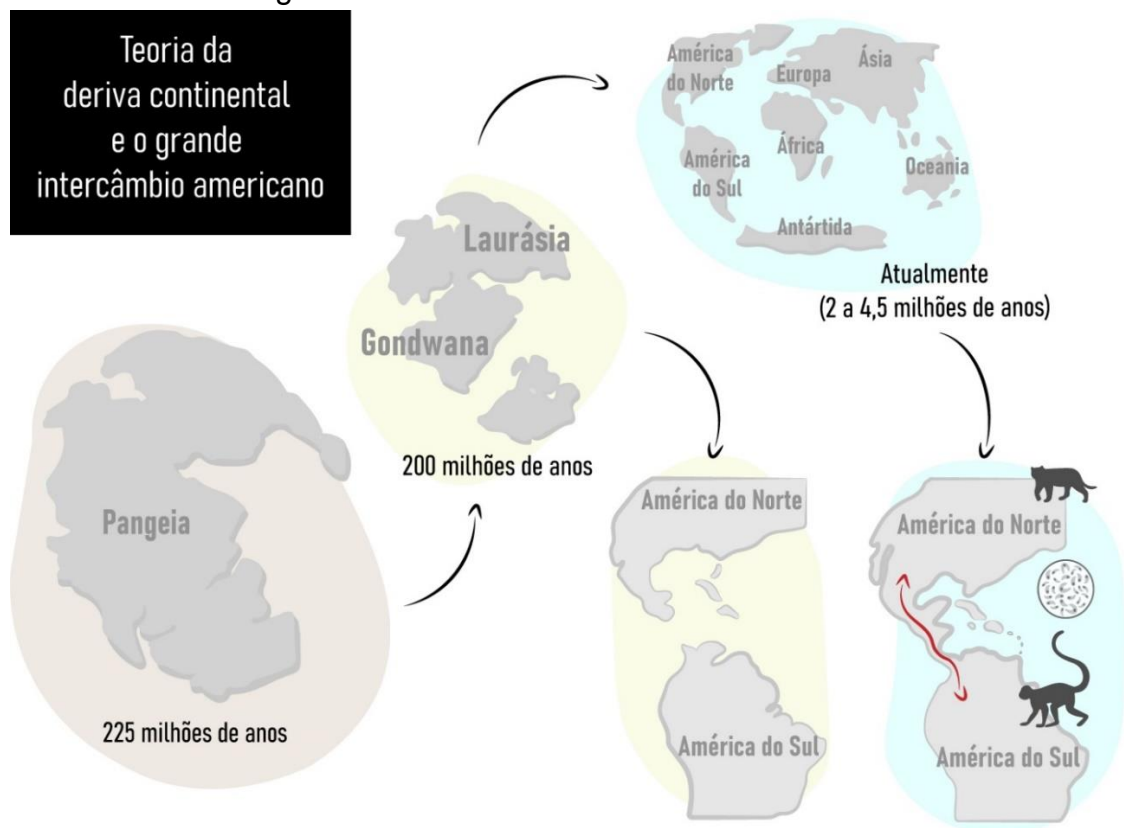 Teoria da
deriva continental
e o grande
intercâmbio americano
América
do Norte
Europa
Ásia
África
América
do Sul
Oceania
Antártida
Atualmente
(2 a 4,5 milhões de anos)
Laurásia
Gondwana
200 milhões de anos
Pangeia
225 milhões de anos
América do Norte
América do Sul
América do Norte
América do Sul